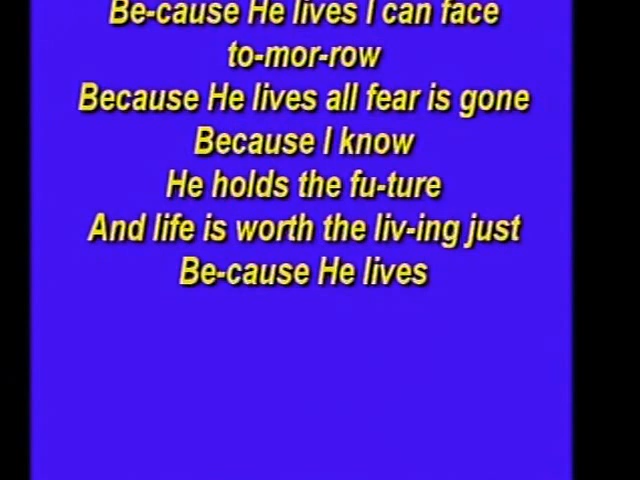 Be-cause He lives I can face
to-mor-row
Because He lives all fear is gone
Because I know
He holds the fu-ture
And life is worth the liv-ing just
Be-cause He lives